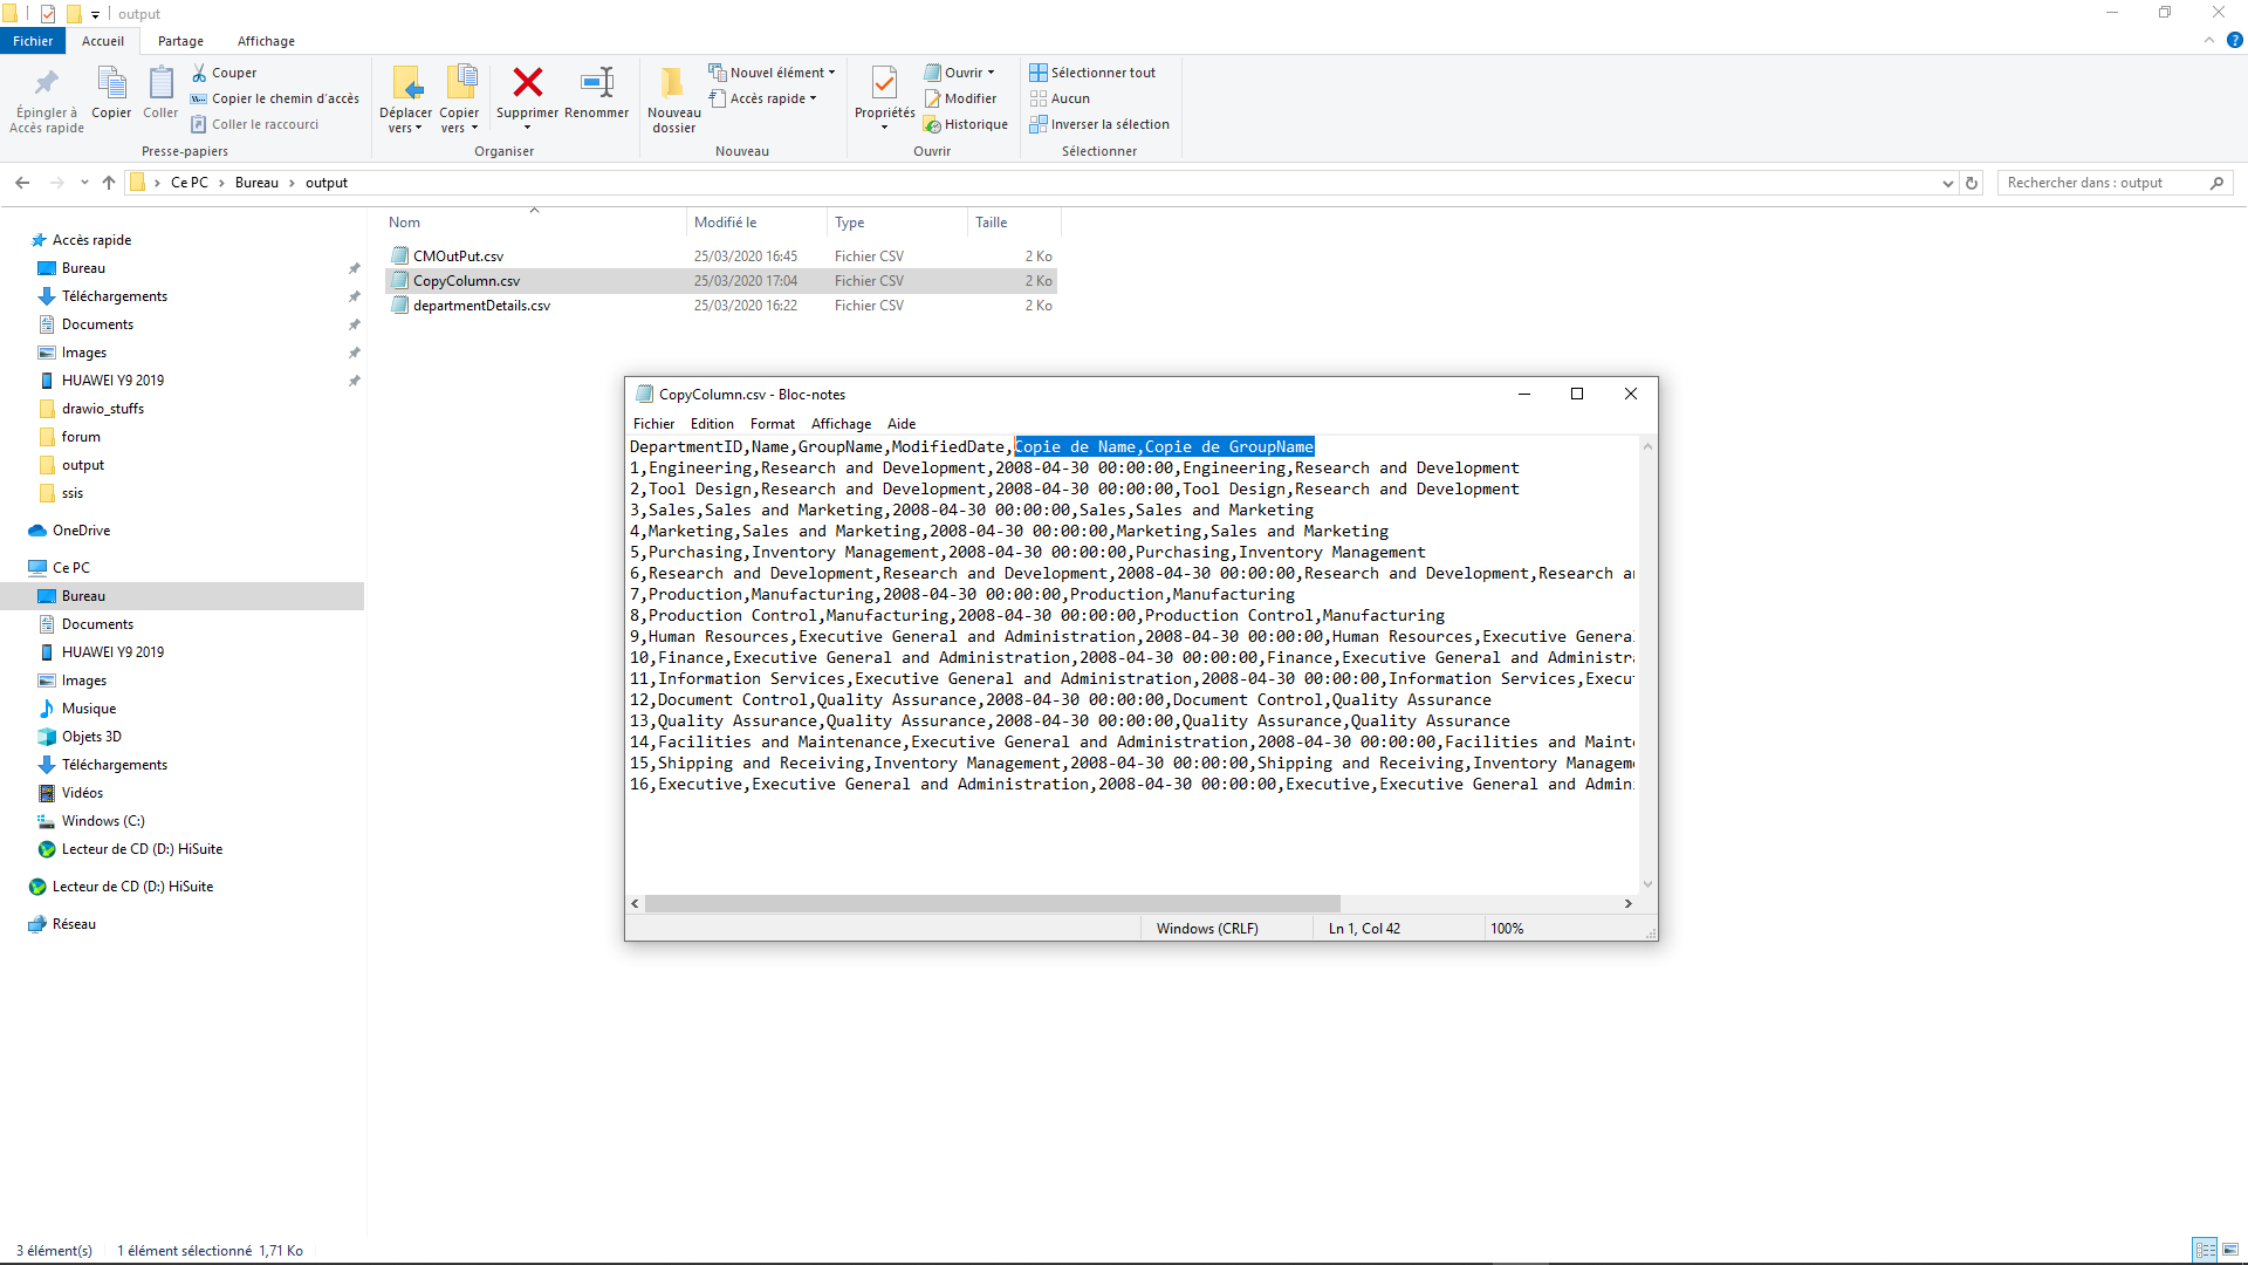 output
Fichier Accueil Partage Affichage
Épingler à Accès rapide
Copier
Coller
Couper
Copier le chemin d'accès
Coller le raccourci
Presse-papiers
Déplacer vers
Copier vers
Supprimer
Renommer
Organiser
Nouveau dossier
Nouvel élément
Accès rapide
Nouveau
Propriétés
Ouvrir
Modifier
Historique
Ouvrir
Sélectionner tout
Aucun
Inverser la sélection
Sélectionner
Ce PC > Bureau > output
Rechercher dans : output
Accès rapide
Bureau
Téléchargements
Documents
Images
HUAWEI Y9 2019
drawio_stuffs
forum
output
ssis
OneDrive
Ce PC
Bureau
Documents
HUAWEI Y9 2019
Images
Musique
Objets 3D
Téléchargements
Vidéos
Windows (C:)
Lecteur de CD (D:) HiSuite
Lecteur de CD (D:) HiSuite
Réseau
Nom Modifié le Type Taille
CMOutPut.csv 25/03/2020 16:45 Fichier CSV 2 Ko
CopyColumn.csv 25/03/2020 17:04 Fichier CSV 2 Ko
departmentDetails.csv 25/03/2020 16:22 Fichier CSV 2 Ko
CopyColumn.csv - Bloc-notes
Fichier Edition Format Affichage Aide
DepartmentID,Name,GroupName,ModifiedDate,Copie de Name,Copie de GroupName
1,Engineering,Research and Development,2008-04-30 00:00:00,Engineering,Research and Development
2,Tool Design,Research and Development,2008-04-30 00:00:00,Tool Design,Research and Development
3,Sales,Sales and Marketing,2008-04-30 00:00:00,Sales,Sales and Marketing
4,Marketing,Sales and Marketing,2008-04-30 00:00:00,Marketing,Sales and Marketing
5,Purchasing,Inventory Management,2008-04-30 00:00:00,Purchasing,Inventory Management
6,Research and Development,Research and Development,2008-04-30 00:00:00,Research and Development,Research a
7,Production,Manufacturing,2008-04-30 00:00:00,Production,Manufacturing
8,Production Control,Manufacturing,2008-04-30 00:00:00,Production Control,Manufacturing
9,Human Resources,Executive General and Administration,2008-04-30 00:00:00,Human Resources,Executive Genera
10,Finance,Executive General and Administration,2008-04-30 00:00:00,Finance,Executive General and Administr
11,Information Services,Executive General and Administration,2008-04-30 00:00:00,Information Services,Execu
12,Document Control,Quality Assurance,2008-04-30 00:00:00,Document Control,Quality Assurance
13,Quality Assurance,Quality Assurance,2008-04-30 00:00:00,Quality Assurance,Quality Assurance
14,Facilities and Maintenance,Executive General and Administration,2008-04-30 00:00:00,Facilities and Maint
15,Shipping and Receiving,Inventory Management,2008-04-30 00:00:00,Shipping and Receiving,Inventory Managem
16,Executive,Executive General and Administration,2008-04-30 00:00:00,Executive,Executive General and Admin
Windows (CRLF) Ln 1, Col 42 100%
3 élément(s) 1 élément sélectionné 1,71 Ko